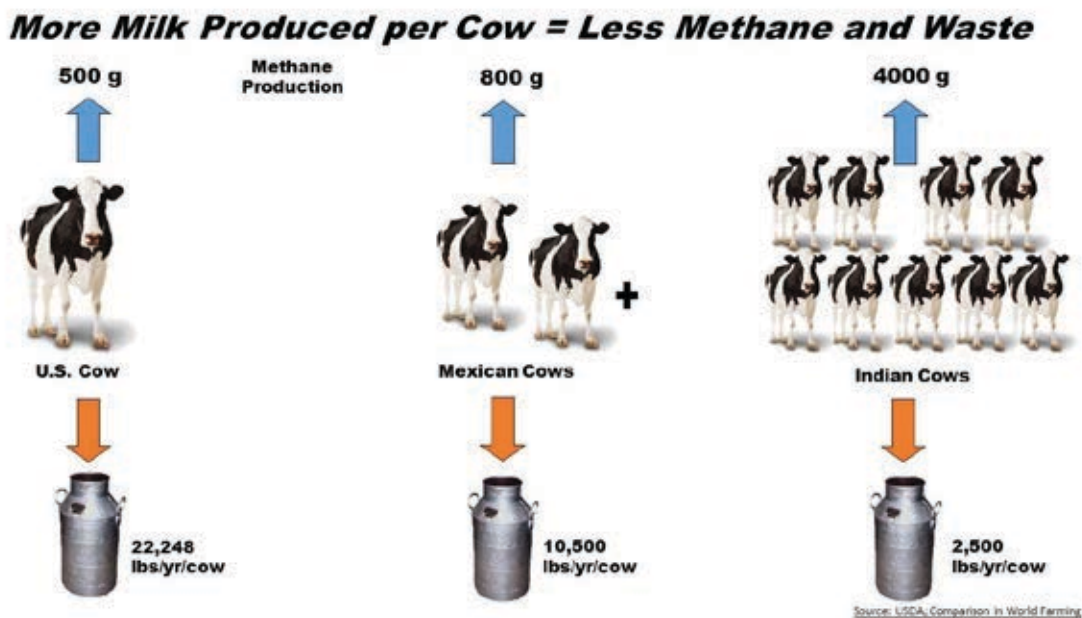 More Milk Produced per Cow = Less Methane and Waste
500 g
Methane
Production
800 g
4000 g
+
U.S. Cow
Mexican Cows
Indian Cows
22,248
lbs/yr/cow
10,500
lbs/yr/cow
2,500
lbs/yr/cow
Source: USDA, Comparison in World Farming